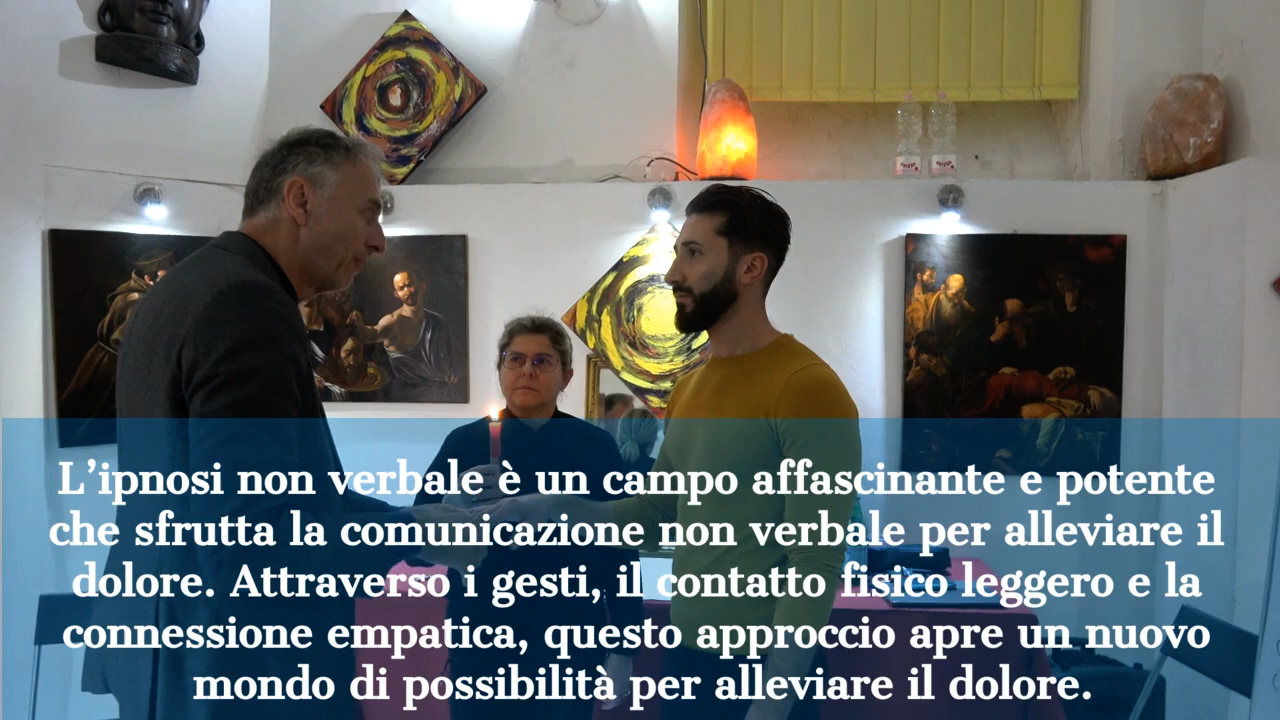 L’ipnosi non verbale è un campo affascinante e potente
che sfrutta la comunicazione non verbale per alleviare il
dolore. Attraverso i gesti, il contatto fisico leggero e la
connessione empatica, questo approccio apre un nuovo
mondo di possibilità per alleviare il dolore.